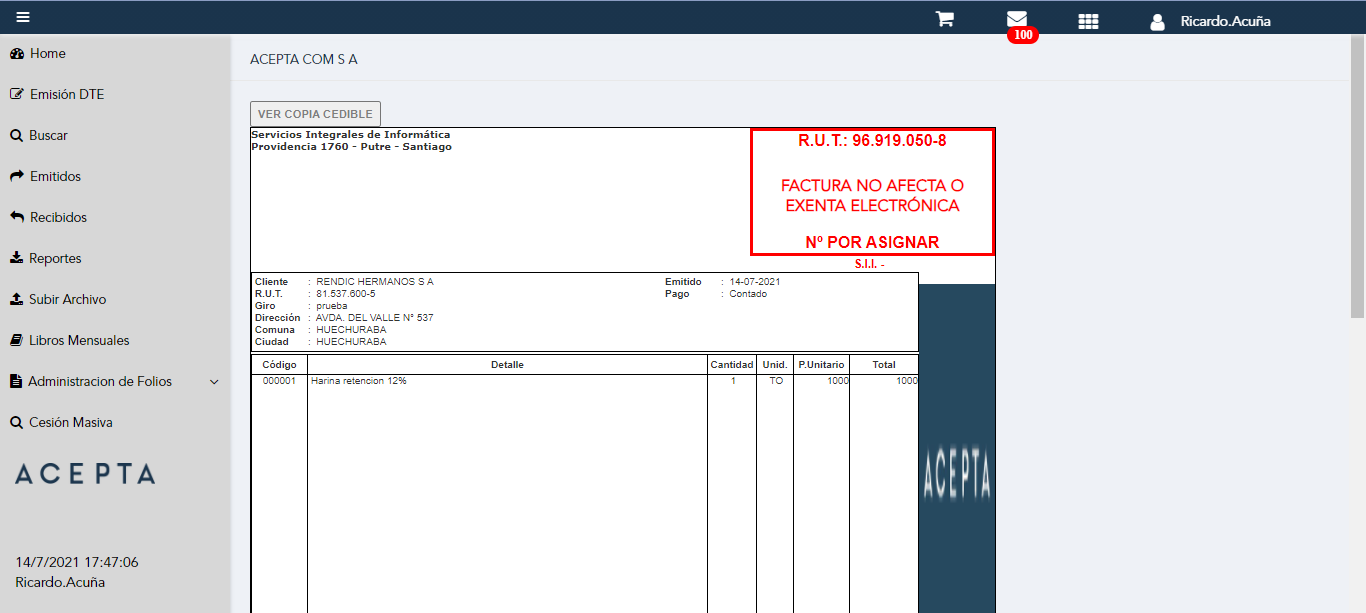 Ricardo.Acuña
100
Home
Emisión DTE
Buscar
Emitidos
Recibidos
Reportes
Subir Archivo
Libros Mensuales
Administracion de Folios
Cesión Masiva
ACEPTA
14/7/2021 17:47:06
Ricardo.Acuña
ACEPTA COM S A
VER COPIA CEDIBLE
Servicios Integrales de Informática
Providencia 1760 - Putre - Santiago
R.U.T.: 96.919.050-8
FACTURA NO AFECTA O
EXENTA ELECTRÓNICA
Nº POR ASIGNAR
S.I.I. -
Cliente : RENDIC HERMANOS S A Emitido : 14-07-2021
R.U.T. : 81.537.600-5 Pago : Contado
Giro : prueba
Dirección : AVDA. DEL VALLE N° 537
Comuna : HUECHURABA
Ciudad : HUECHURABA
Código Detalle Cantidad Unid. P.Unitario Total
000001 Harina retencion 12% 1 TO 1000 1000
ACEPTA